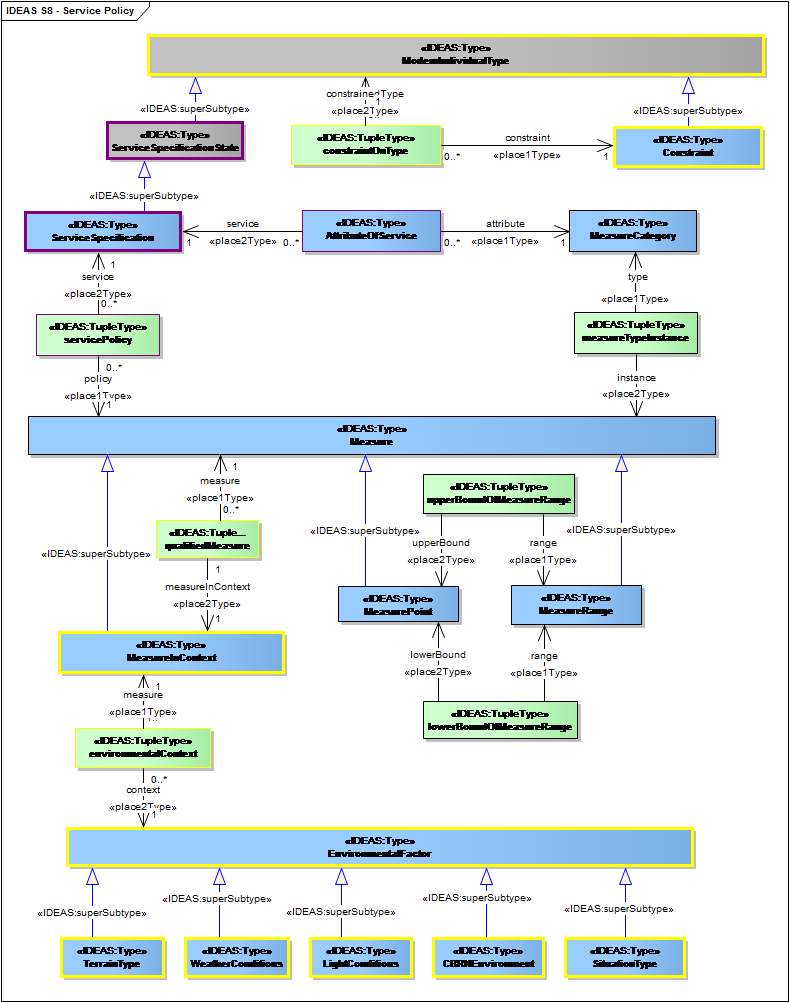 IDEAS S8 - Service Policy
«IDEAS:Type»
ModemIndividualType
«IDEAS:superSubtype»
constrainedType
1
«place2Type»
«IDEAS:superSubtype»
«IDEAS:Type»
ServiceSpecificationState
«IDEAS:TupleType»
constraintOnType
constraint
0..*
«place1Type»
1
«IDEAS:Type»
Constraint
«IDEAS:superSubtype»
«IDEAS:Type»
ServiceSpecification
service
1
«place2Type»
0..*
«IDEAS:Type»
AttributeOfService
attribute
0..*
«place1Type»
1
«IDEAS:Type»
MeasureCategory
1
service
«place2Type»
0..*
type
«place1Type»
«IDEAS:TupleType»
servicePolicy
«IDEAS:TupleType»
measureTypeInstance
0..*
policy
«place1Type»
1
instance
«place2Type»
«IDEAS:Type»
Measure
1
measure
«place1Type»
0..*
«IDEAS:TupleType»
upperBoundOfMeasureRange
«IDEAS:superSubtype»
«IDEAS:Tuple...
qualifiedMeasure
«IDEAS:superSubtype»
upperBound
«place2Type»
range
«place1Type»
«IDEAS:superSubtype»
1
measureInContext
«place2Type»
1
«IDEAS:Type»
MeasurePoint
«IDEAS:Type»
MeasureRange
«IDEAS:Type»
MeasureInContext
lowerBound
«place2Type»
range
«place1Type»
1
measure
«place1Type»
«IDEAS:TupleType»
lowerBoundOfMeasureRange
«IDEAS:TupleType»
environmentalContext
0..*
context
«place2Type»
1
«IDEAS:Type»
EnvironmentalFactor
«IDEAS:superSubtype»
«IDEAS:superSubtype»
«IDEAS:superSubtype»
«IDEAS:superSubtype»
«IDEAS:superSubtype»
«IDEAS:Type»
TerrainType
«IDEAS:Type»
WeatherConditions
«IDEAS:Type»
LightConditions
«IDEAS:Type»
CBRNEnvironment
«IDEAS:Type»
SituationType